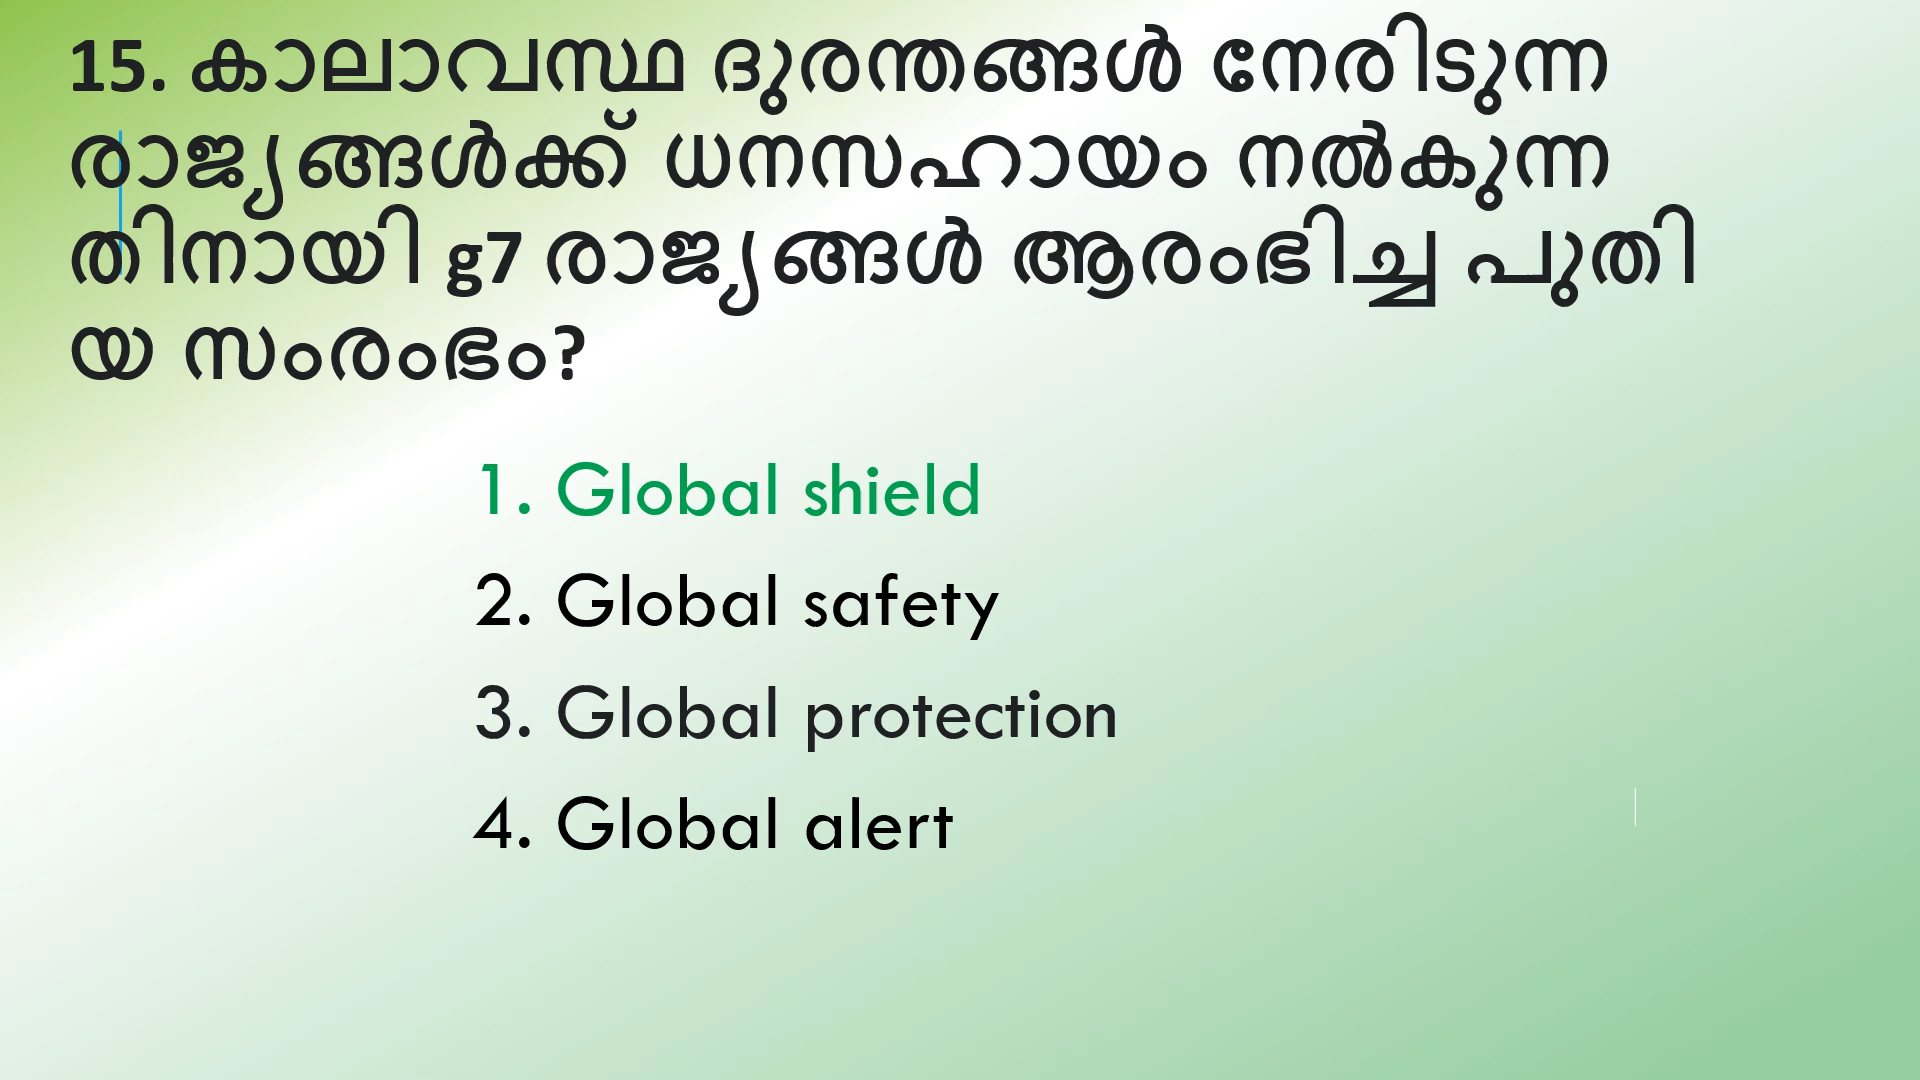 15. കാലാവസ്ഥ ദുരന്തങ്ങൾ നേരിടുന്ന
രാജ്യങ്ങൾക്ക് ധനസഹായം നൽകുന്ന
തിനായി g7 രാജ്യങ്ങൾ ആരംഭിച്ച പുതി
യ സംരംഭം?
1. Global shield
2. Global safety
3. Global protection
4. Global alert